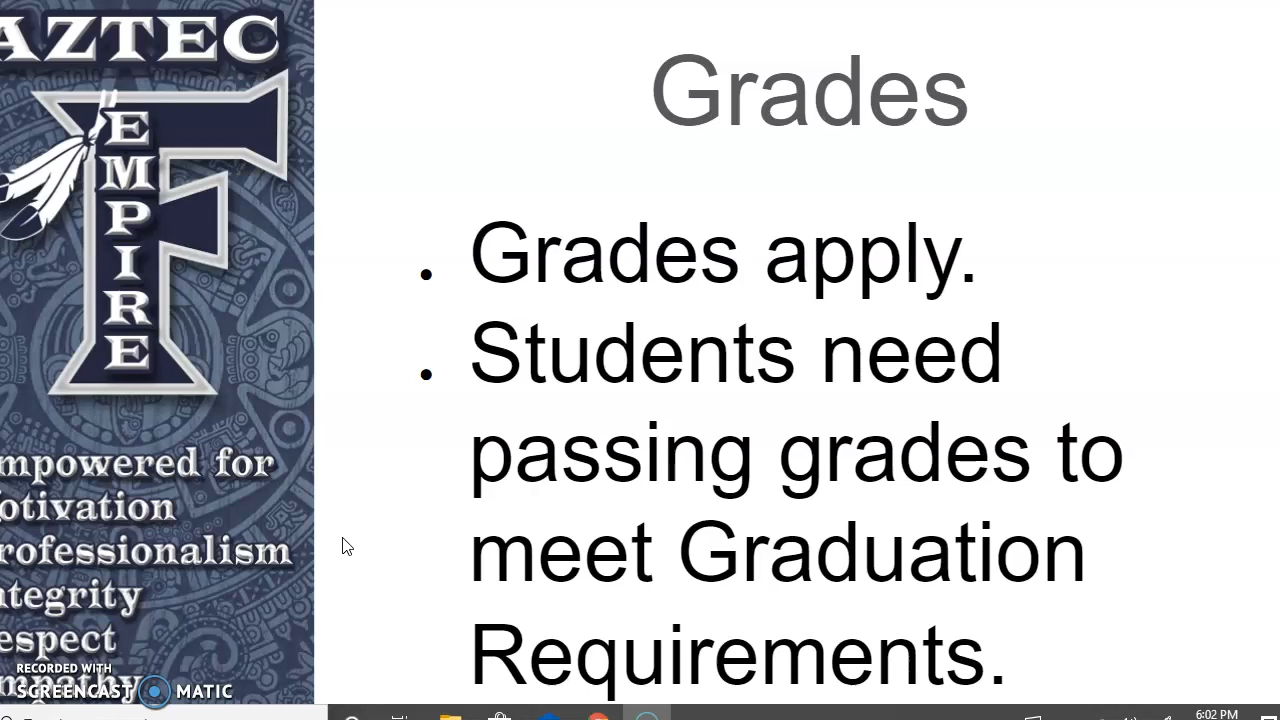 AZTEC
EMPIRE
mpowered for
otivation
rofessionalism
ntegrity
espect
mpathy
RECORDED WITH
SCREENCAST MATIC
Grades
. Grades apply.
. Students need
passing grades to
meet Graduation
Requirements.
6:02 PM